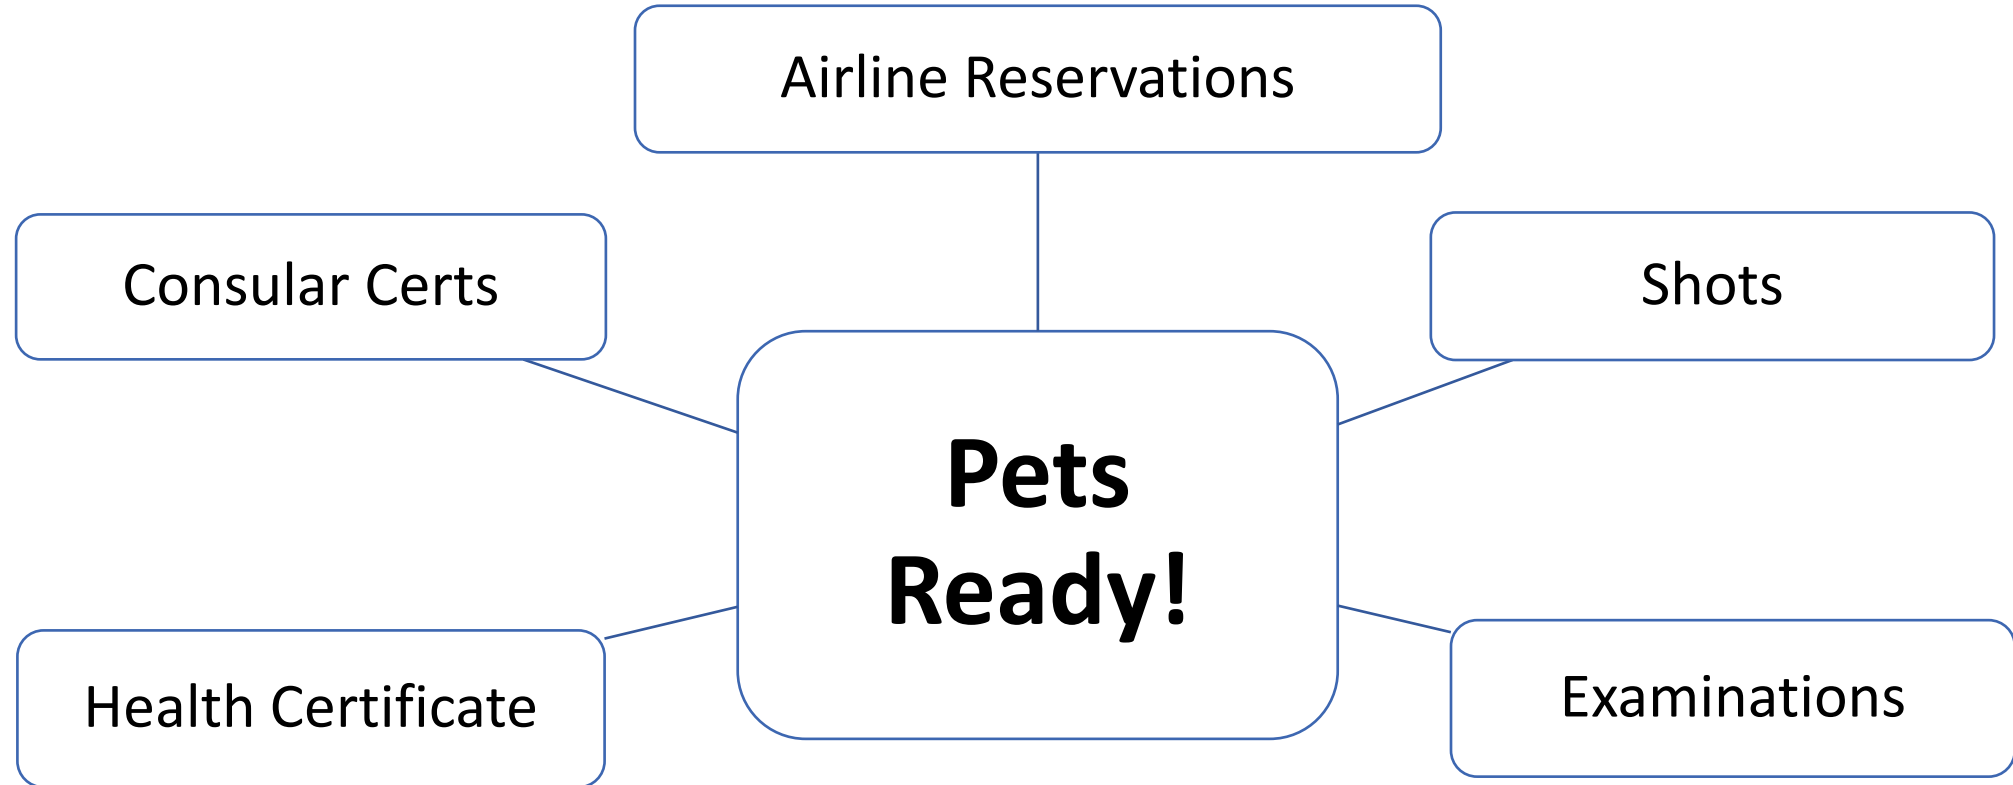 Airline Reservations
Consular Certs
Shots
Pets
Ready!
Health Certificate
Examinations